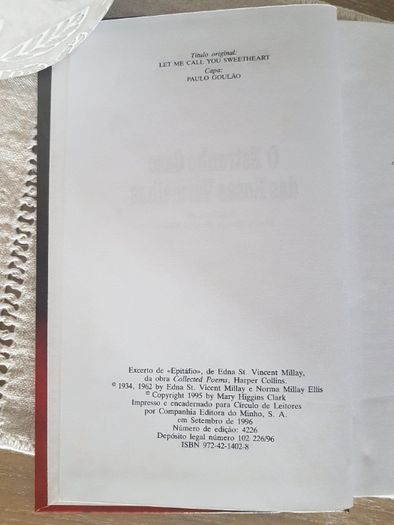 Título original:
LET ME CALL YOU SWEETHEART
Capa:
PAULO GOULÃO
Excerto de «Epitáfio», de Edna St. Vincent Millay,
da obra Collected Poems, Harper Collins.
© 1934, 1962 by Edna St. Vicent Millay e Norma Millay Ellis
© Copyright 1995 by Mary Higgins Clark
Impresso e encadernado para Círculo de Leitores
por Companhia Editora do Minho, S. A.
em Setembro de 1996
Número de edição: 4226
Depósito legal número 102 226/96
ISBN 972-42-1402-8